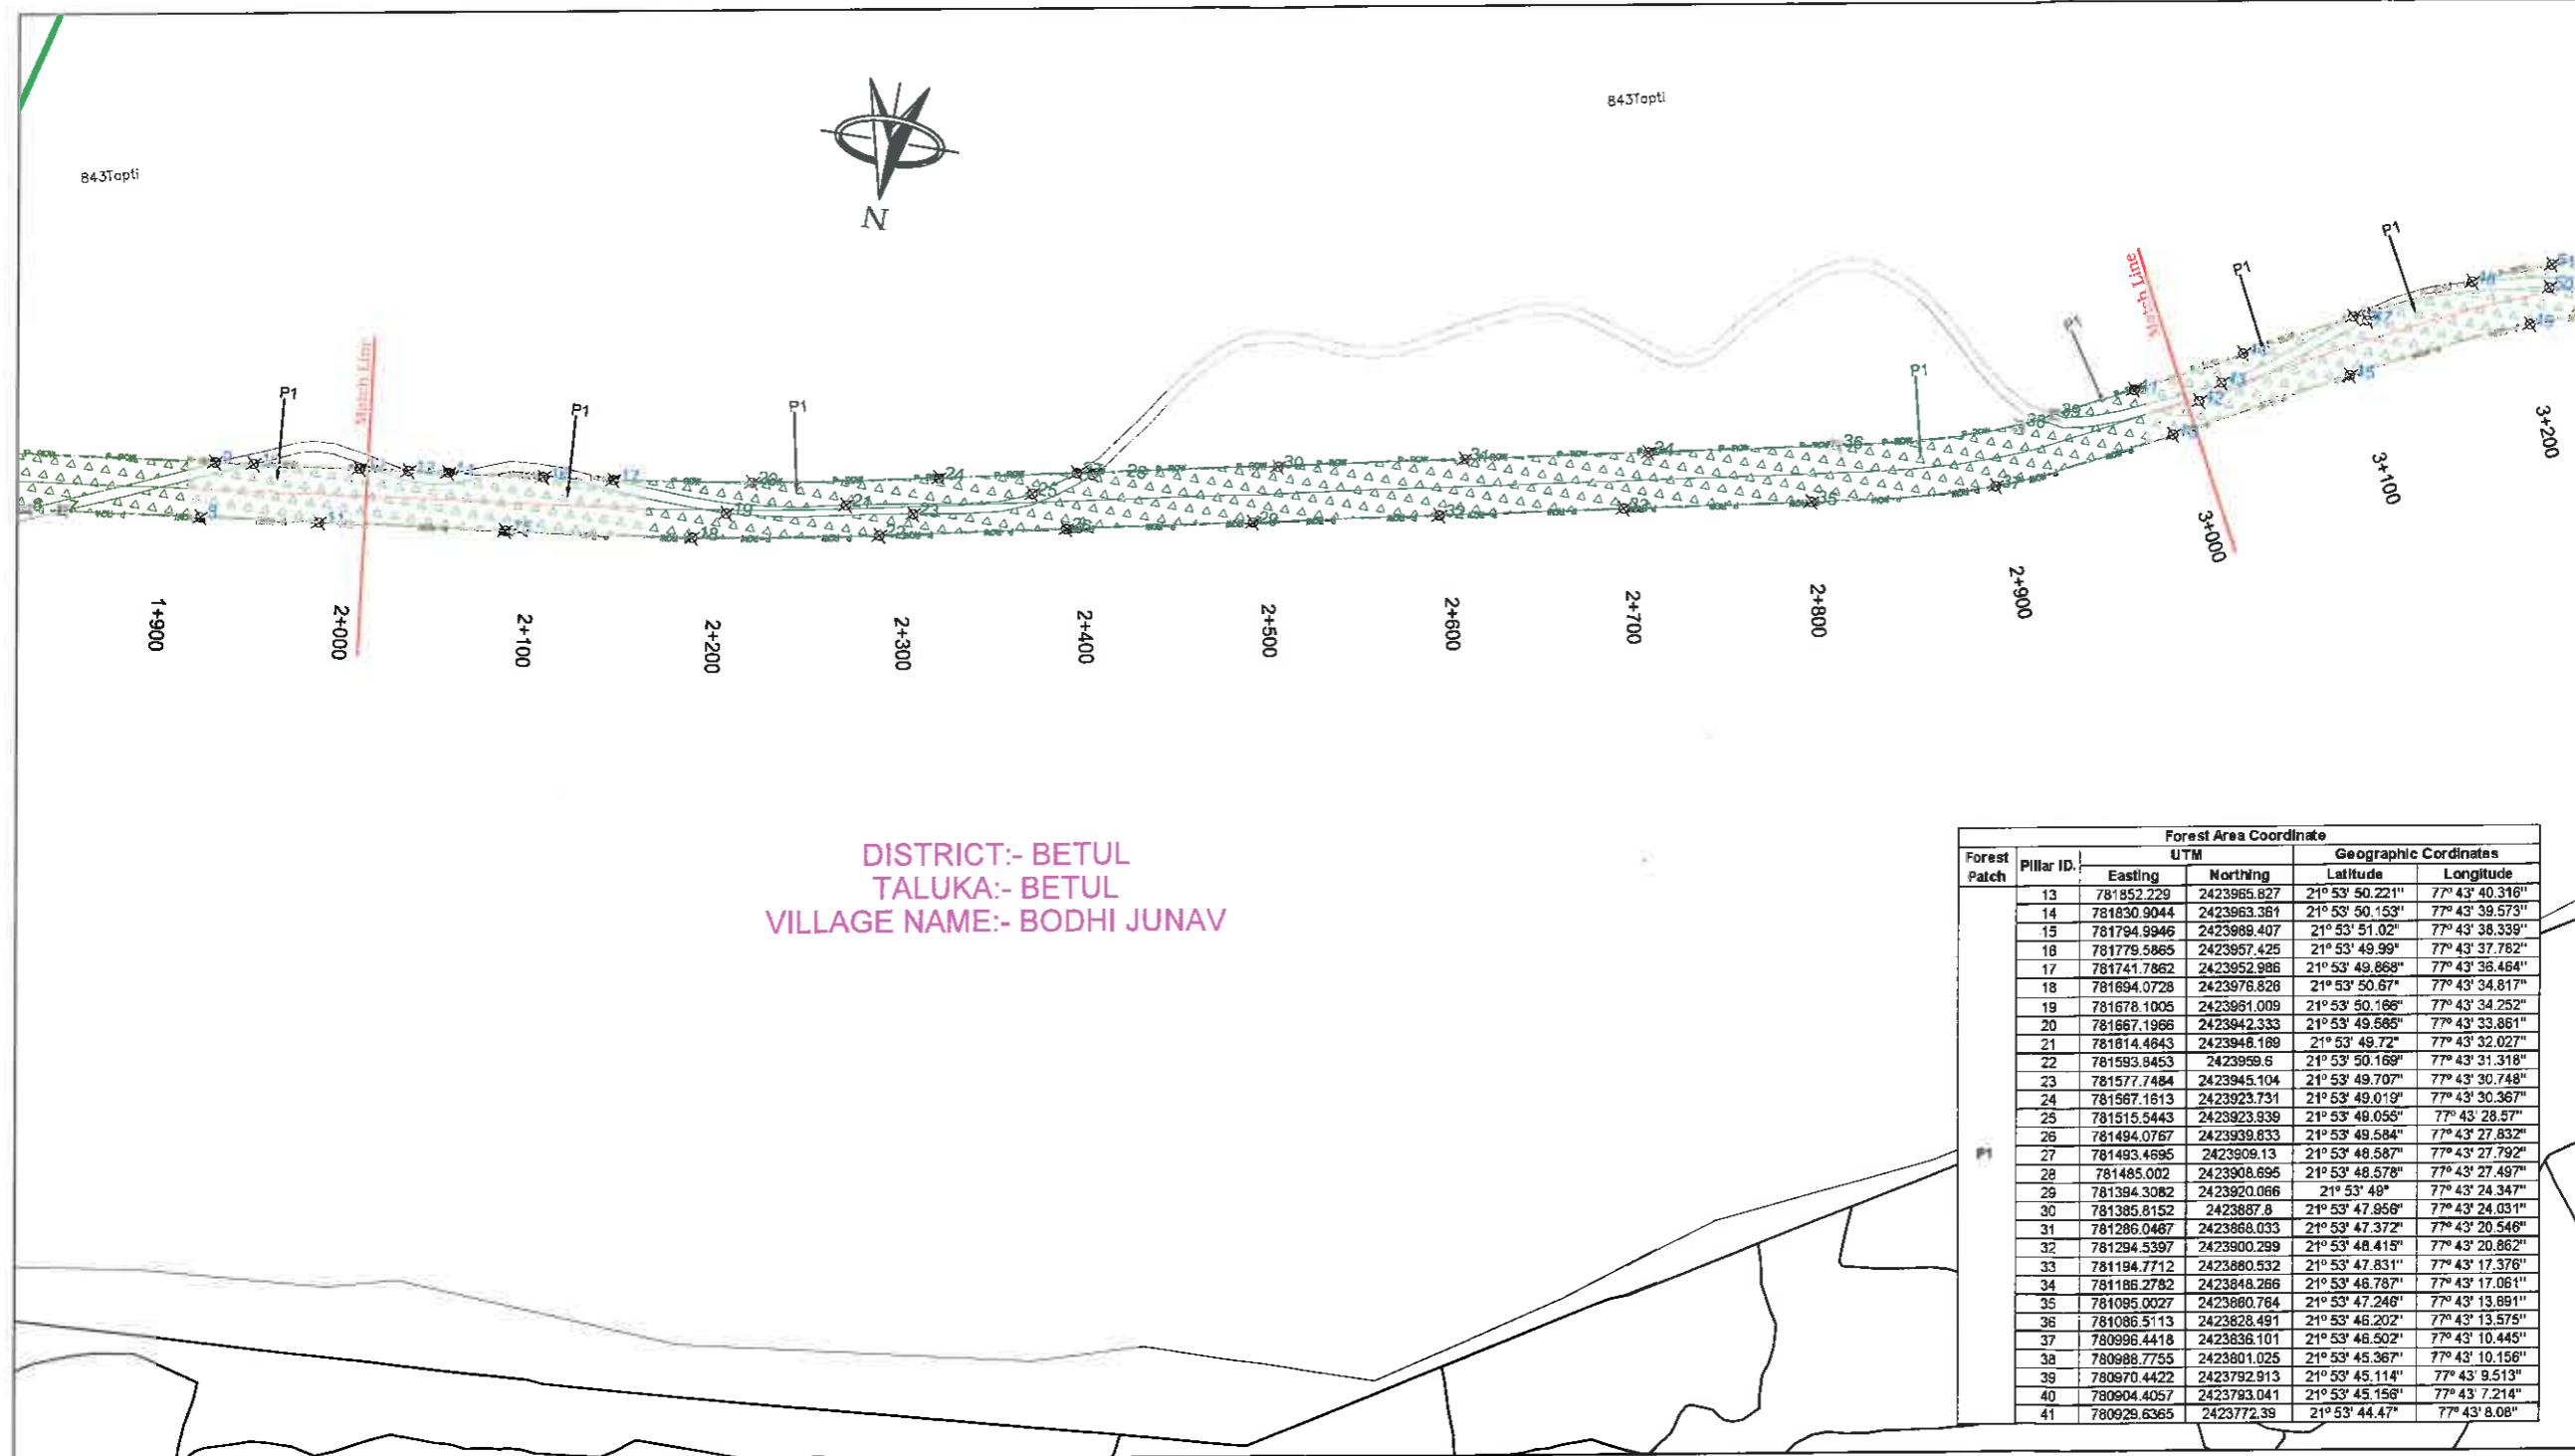 843Tapti
843Tapti
N
Match Line
Match Line
P1
P1
P1
P1
P1
P1
P1
1+900
2+000
2+100
2+200
2+300
2+400
2+500
2+600
2+700
2+800
2+900
3+000
3+100
3+200
DISTRICT:- BETUL
TALUKA:- BETUL
VILLAGE NAME:- BODHI JUNAV
Forest Area Coordinate
Forest Patch Pillar ID. UTM Geographic Cordinates
Easting Northing Latitude Longitude
P1
13 781852.229 2423965.827 21° 53' 50.221" 77° 43' 40.316"
14 781830.9044 2423963.361 21° 53' 50.153" 77° 43' 39.573"
15 781794.9946 2423989.407 21° 53' 51.02" 77° 43' 38.339"
16 781779.5865 2423957.425 21° 53' 49.99" 77° 43' 37.782"
17 781741.7862 2423952.986 21° 53' 49.868" 77° 43' 36.464"
18 781694.0728 2423976.826 21° 53' 50.67" 77° 43' 34.817"
19 781678.1005 2423961.009 21° 53' 50.166" 77° 43' 34.252"
20 781667.1966 2423942.333 21° 53' 49.565" 77° 43' 33.861"
21 781614.4643 2423946.169 21° 53' 49.72" 77° 43' 32.027"
22 781593.8453 2423959.6 21° 53' 50.169" 77° 43' 31.318"
23 781577.7484 2423945.104 21° 53' 49.707" 77° 43' 30.748"
24 781567.1613 2423923.731 21° 53' 49.019" 77° 43' 30.367"
25 781515.5443 2423923.939 21° 53' 49.055" 77° 43' 28.57"
26 781494.0767 2423939.833 21° 53' 49.584" 77° 43' 27.832"
27 781493.4695 2423909.13 21° 53' 48.587" 77° 43' 27.792"
28 781485.002 2423908.695 21° 53' 48.578" 77° 43' 27.497"
29 781394.3082 2423920.066 21° 53' 49" 77° 43' 24.347"
30 781385.8152 2423887.8 21° 53' 47.956" 77° 43' 24.031"
31 781286.0467 2423868.033 21° 53' 47.372" 77° 43' 20.546"
32 781294.5397 2423900.299 21° 53' 48.415" 77° 43' 20.862"
33 781194.7712 2423880.532 21° 53' 47.831" 77° 43' 17.376"
34 781186.2782 2423848.266 21° 53' 46.787" 77° 43' 17.061"
35 781095.0027 2423860.764 21° 53' 47.246" 77° 43' 13.891"
36 781086.5113 2423828.491 21° 53' 46.202" 77° 43' 13.575"
37 780996.4418 2423836.101 21° 53' 46.502" 77° 43' 10.445"
38 780988.7755 2423801.025 21° 53' 45.367" 77° 43' 10.156"
39 780970.4422 2423792.913 21° 53' 45.114" 77° 43' 9.513"
40 780904.4057 2423793.041 21° 53' 45.156" 77° 43' 7.214"
41 780929.6365 2423772.39 21° 53' 44.47" 77° 43' 8.08"